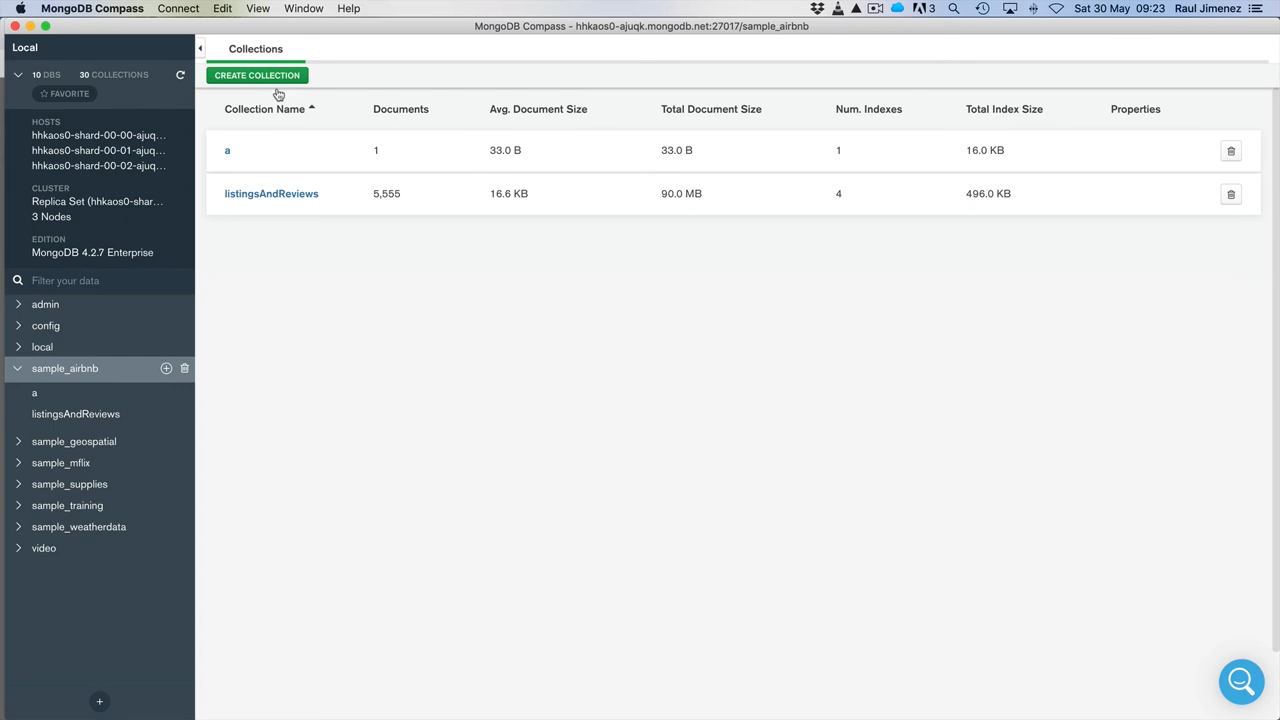 MongoDB Compass Connect Edit View Window Help 3 Sat 30 May 09:23 Raul Jimenez
MongoDB Compass - hhkaos0-ajuqk.mongodb.net:27017/sample_airbnb
Local
10 DBS 30 COLLECTIONS
FAVORITE
HOSTS
hhkaos0-shard-00-00-ajuq...
hhkaos0-shard-00-01-ajuq...
hhkaos0-shard-00-02-ajuq...
CLUSTER
Replica Set (hhkaos0-shar...
3 Nodes
EDITION
MongoDB 4.2.7 Enterprise
Filter your data
admin
config
local
sample_airbnb
a
listingsAndReviews
sample_geospatial
sample_mflix
sample_supplies
sample_training
sample_weatherdata
video
Collections
CREATE COLLECTION
Collection Name Documents Avg. Document Size Total Document Size Num. Indexes Total Index Size Properties
a 1 33.0 B 33.0 B 1 16.0 KB
listingsAndReviews 5,555 16.6 KB 90.0 MB 4 496.0 KB